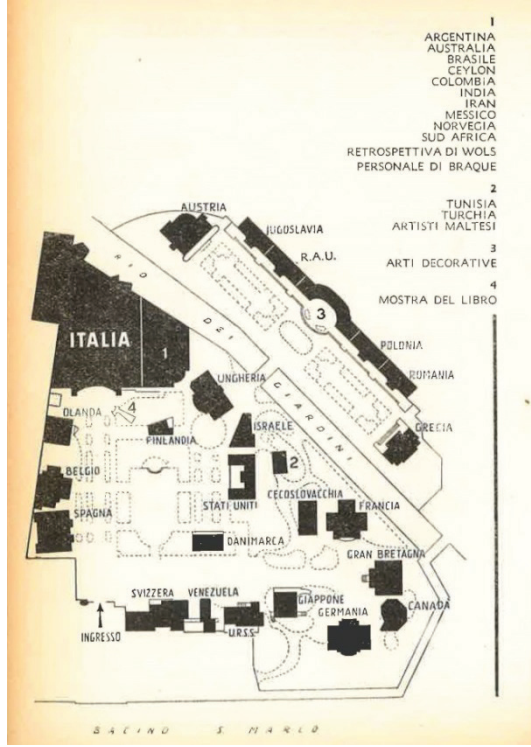 1
ARGENTINA
AUSTRALIA
BRASILE
CEYLON
COLOMBIA
INDIA
IRAN
MESSICO
NORVEGIA
SUD AFRICA
RETROSPETTIVA DI WOLS
PERSONALE DI BRAQUE
2
TUNISIA
TURCHIA
ARTISTI MALTESI
3
ARTI DECORATIVE
4
MOSTRA DEL LIBRO
AUSTRIA
JUGOSLAVIA
R.A.U.
RIO
3
DEI
ITALIA
1
POLONIA
ROMANIA
UNGHERIA
GIARDINI
OLANDA
4
FINLANDIA
ISRAELE
GRECIA
BELGIO
2
STATI UNITI
CECOSLOVACCHIA
FRANCIA
SPAGNA
DANIMARCA
GRAN BRETAGNA
SVIZZERA
VENEZUELA
GIAPPONE
GERMANIA
CANADA
INGRESSO
U.R.S.S.
BACINO S. MARCO